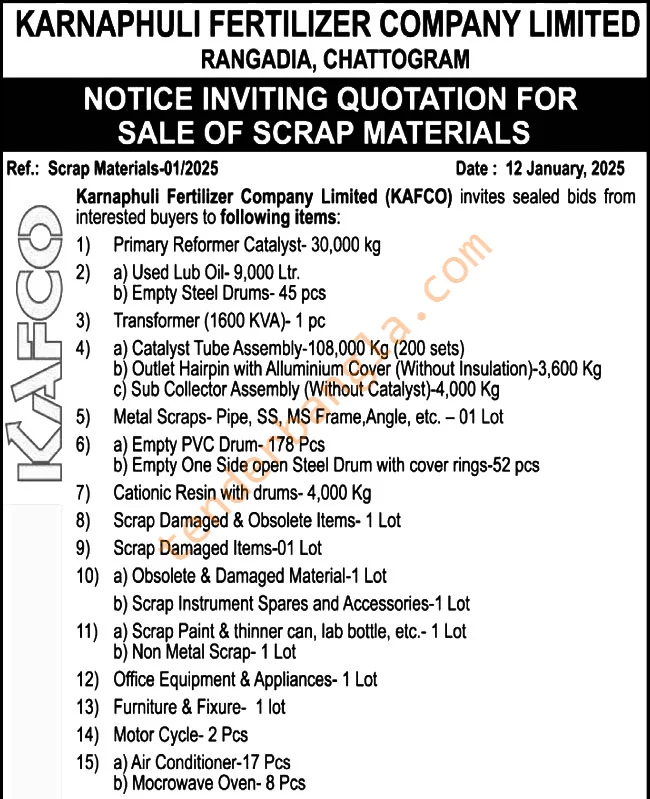 KARNAPHULI FERTILIZER COMPANY LIMITED
RANGADIA, CHATTOGRAM
NOTICE INVITING QUOTATION FOR
SALE OF SCRAP MATERIALS
Ref.: Scrap Materials-01/2025 Date : 12 January, 2025
KAFCO
Karnaphuli Fertilizer Company Limited (KAFCO) invites sealed bids from
interested buyers to following items:
1) Primary Reformer Catalyst- 30,000 kg
2) a) Used Lub Oil- 9,000 Ltr.
b) Empty Steel Drums- 45 pcs
3) Transformer (1600 KVA)- 1 pc
4) a) Catalyst Tube Assembly-108,000 Kg (200 sets)
b) Outlet Hairpin with Alluminium Cover (Without Insulation)-3,600 Kg
c) Sub Collector Assembly (Without Catalyst)-4,000 Kg
5) Metal Scraps- Pipe, SS, MS Frame,Angle, etc. – 01 Lot
6) a) Empty PVC Drum- 178 Pcs
b) Empty One Side open Steel Drum with cover rings-52 pcs
7) Cationic Resin with drums- 4,000 Kg
8) Scrap Damaged & Obsolete Items- 1 Lot
9) Scrap Damaged Items-01 Lot
10) a) Obsolete & Damaged Material-1 Lot
b) Scrap Instrument Spares and Accessories-1 Lot
11) a) Scrap Paint & thinner can, lab bottle, etc.- 1 Lot
b) Non Metal Scrap- 1 Lot
12) Office Equipment & Appliances- 1 Lot
13) Furniture & Fixure- 1 lot
14) Motor Cycle- 2 Pcs
15) a) Air Conditioner-17 Pcs
b) Mocrowave Oven- 8 Pcs
tenderbangla.com